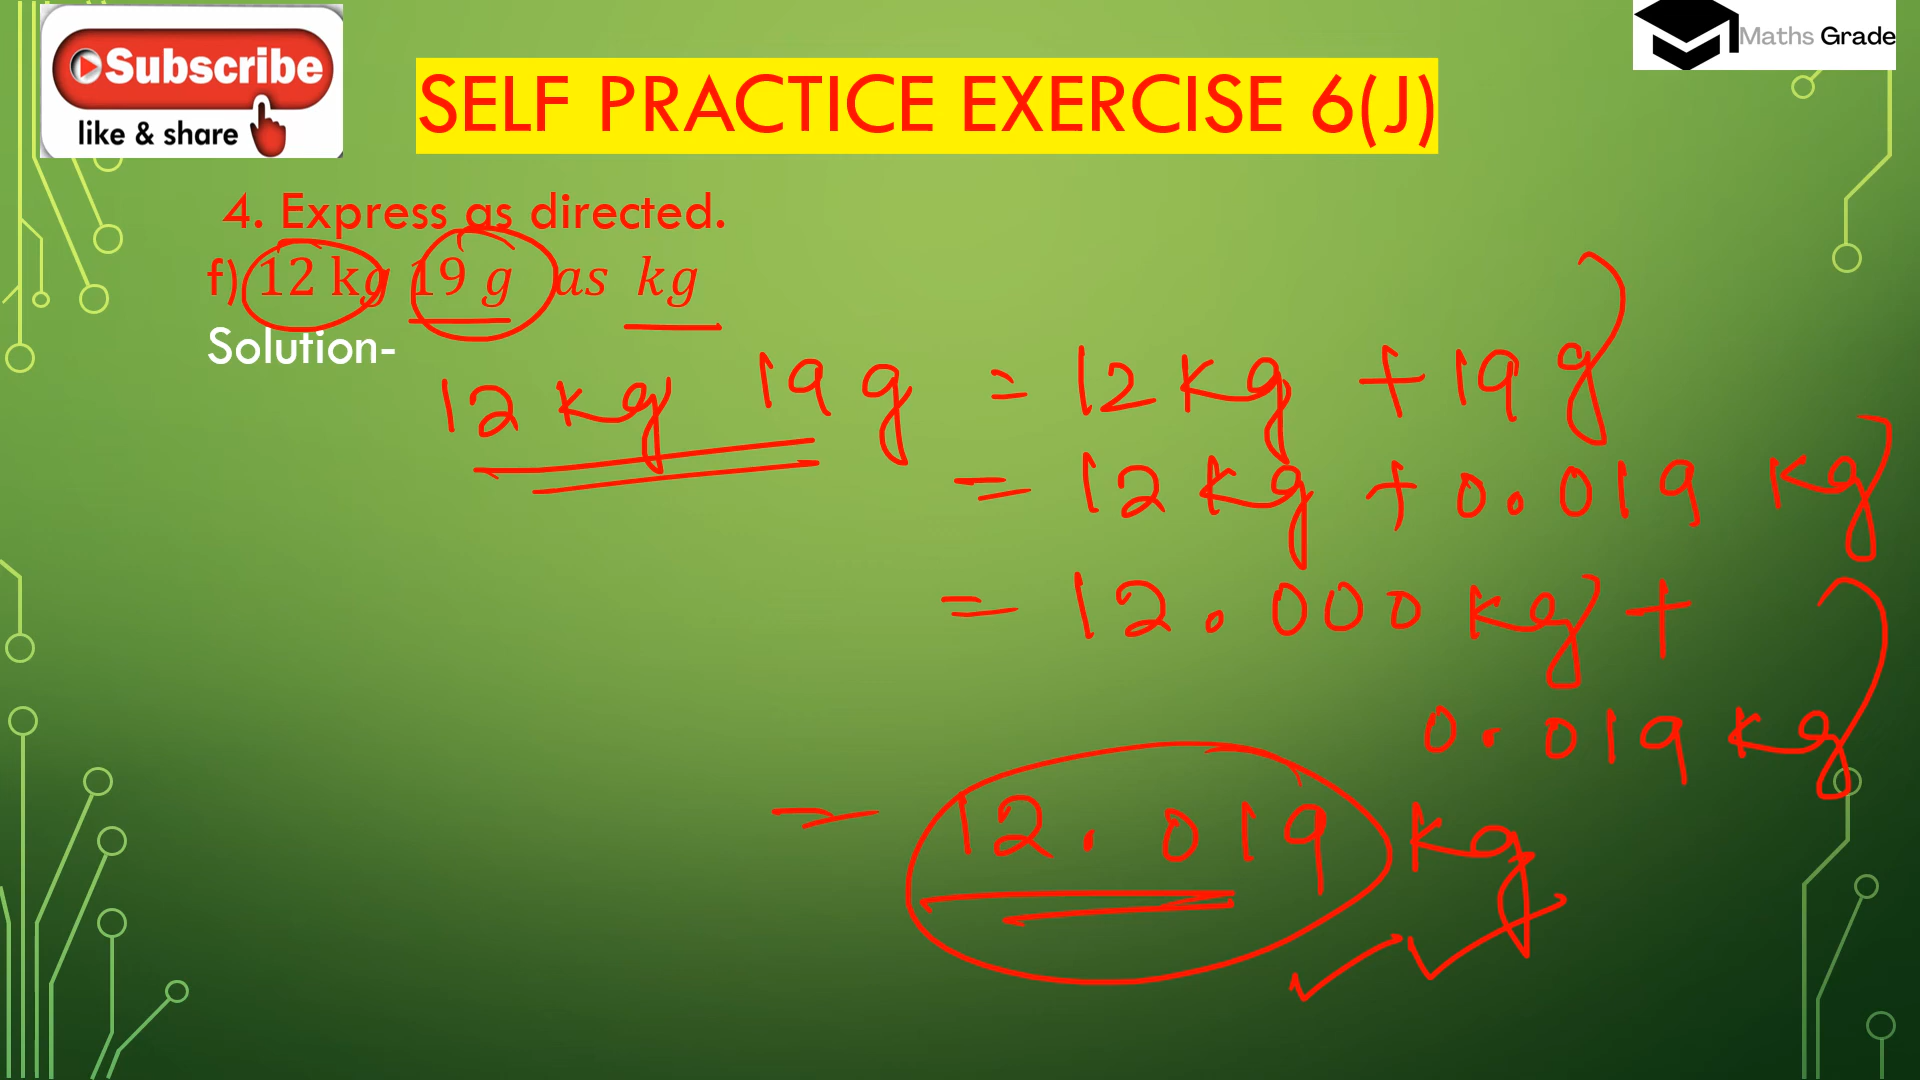 Subscribe
like & share
Maths Grade
SELF PRACTICE EXERCISE 6(J)
4. Express as directed.
f) 12 kg 19 g as kg
Solution-
12 kg 19 g = 12 kg + 19 g
= 12 kg + 0.019 kg
= 12.000 kg +
0.019 kg
= 12.019 kg